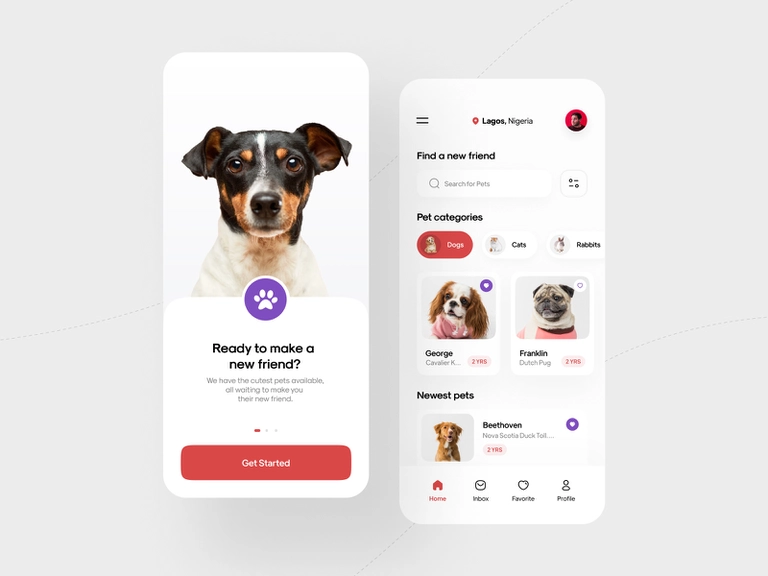 Ready to make a
new friend?
We have the cutest pets available,
all waiting to make you
their new friend.
Get Started
Lagos, Nigeria
Find a new friend
Search for Pets
Pet categories
Dogs
Cats
Rabbits
George
Cavalier K...
2 YRS
Franklin
Dutch Pug
2 YRS
Newest pets
Beethoven
Nova Scotia Duck Toll....
2 YRS
Home
Inbox
Favorite
Profile